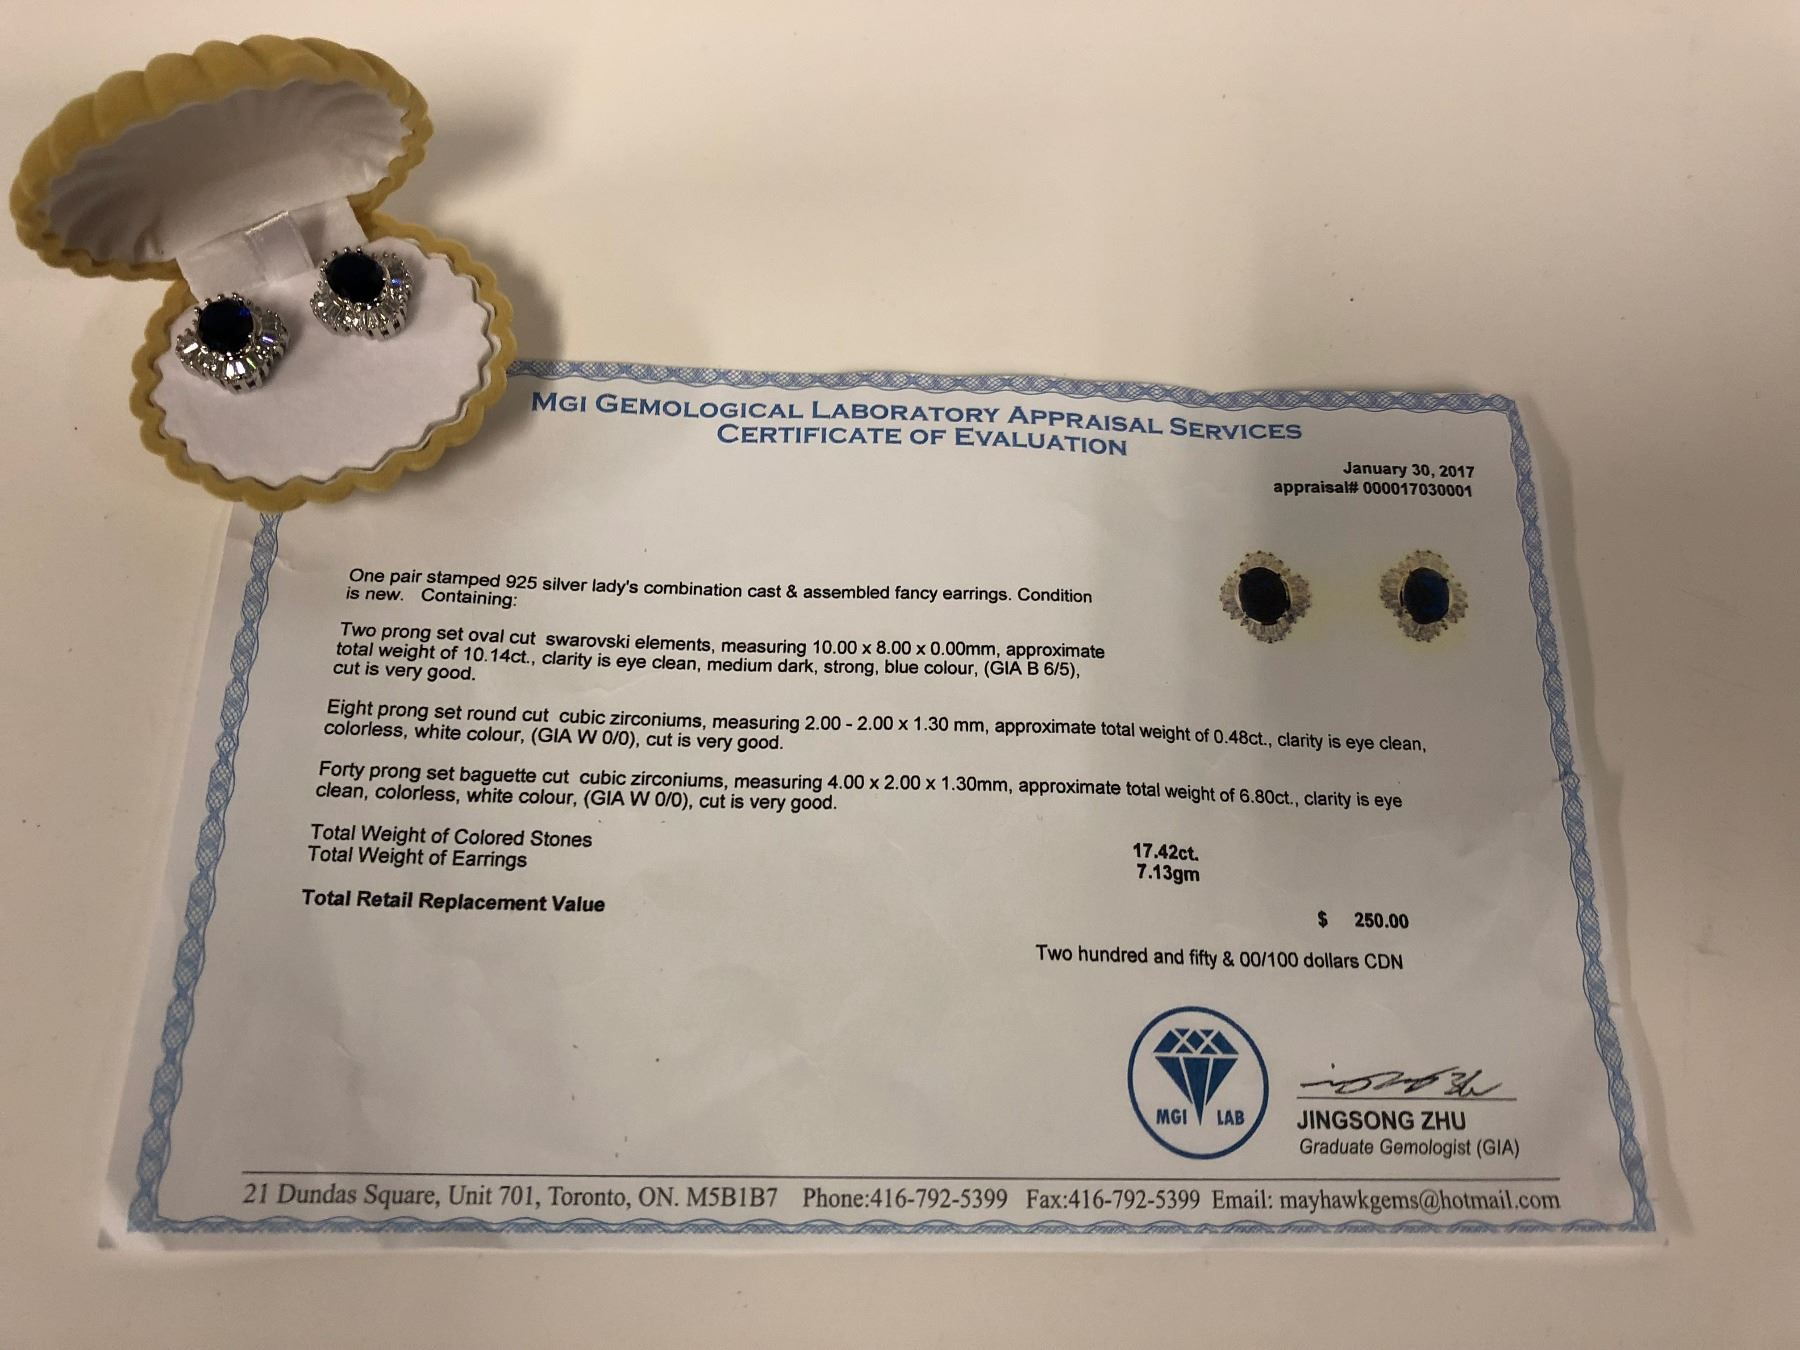 MGI GEMOLOGICAL LABORATORY APPRAISAL SERVICES
CERTIFICATE OF EVALUATION
January 30, 2017
appraisal# 000017030001
One pair stamped 925 silver lady's combination cast & assembled fancy earrings. Condition
is new. Containing:
Two prong set oval cut swarovski elements, measuring 10.00 x 8.00 x 0.00mm, approximate
total weight of 10.14ct., clarity is eye clean, medium dark, strong, blue colour, (GIA B 6/5),
cut is very good.
Eight prong set round cut cubic zirconiums, measuring 2.00 - 2.00 x 1.30 mm, approximate total weight of 0.48ct., clarity is eye clean,
colorless, white colour, (GIA W 0/0), cut is very good.
Forty prong set baguette cut cubic zirconiums, measuring 4.00 x 2.00 x 1.30mm, approximate total weight of 6.80ct., clarity is eye
clean, colorless, white colour, (GIA W 0/0), cut is very good.
Total Weight of Colored Stones 17.42ct.
Total Weight of Earrings 7.13gm
Total Retail Replacement Value $ 250.00
Two hundred and fifty & 00/100 dollars CDN
MGI LAB
JINGSONG ZHU
Graduate Gemologist (GIA)
21 Dundas Square, Unit 701, Toronto, ON. M5B1B7 Phone:416-792-5399 Fax:416-792-5399 Email: mayhawkgems@hotmail.com